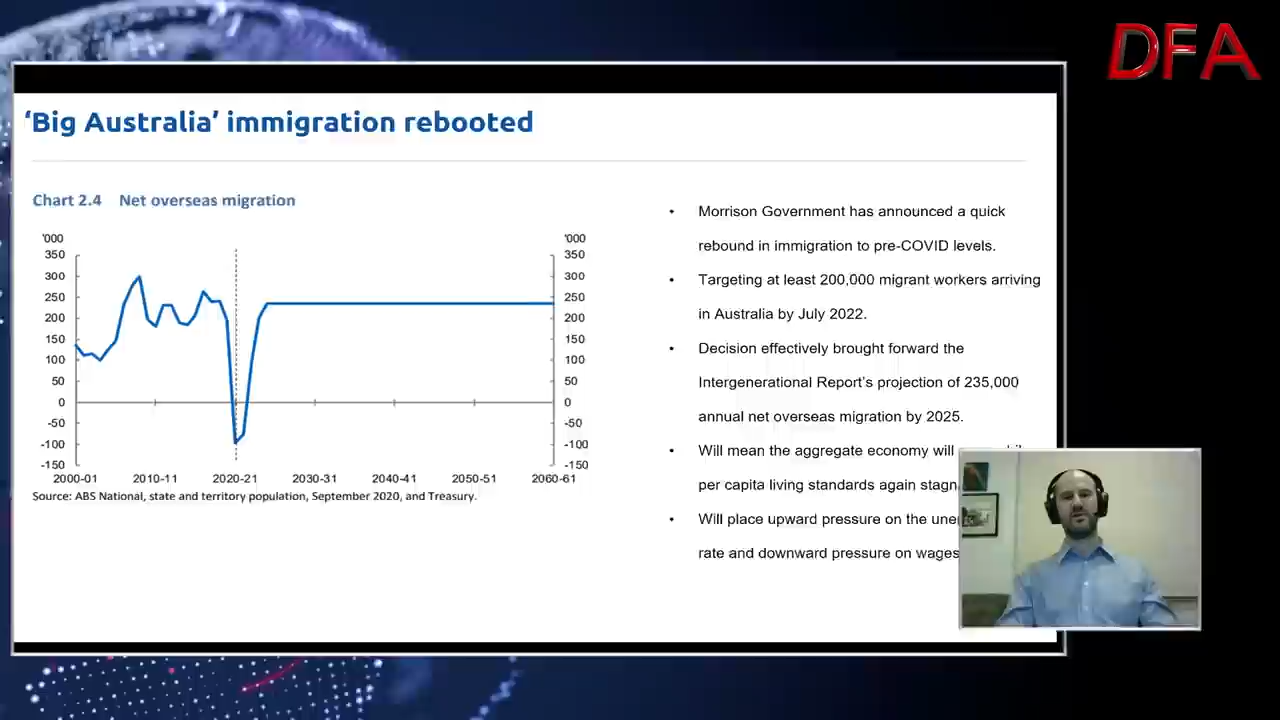 DFA
‘Big Australia’ immigration rebooted
Chart 2.4 Net overseas migration
'000 '000
350 350
300 300
250 250
200 200
150 150
100 100
50 50
0 0
-50 -50
-100 -100
-150 -150
2000-01 2010-11 2020-21 2030-31 2040-41 2050-51 2060-61
Source: ABS National, state and territory population, September 2020, and Treasury.
• Morrison Government has announced a quick
rebound in immigration to pre-COVID levels.
• Targeting at least 200,000 migrant workers arriving
in Australia by July 2022.
• Decision effectively brought forward the
Intergenerational Report’s projection of 235,000
annual net overseas migration by 2025.
• Will mean the aggregate economy will
per capita living standards again
• Will place upward pressure on the
rate and downward pressure on wages